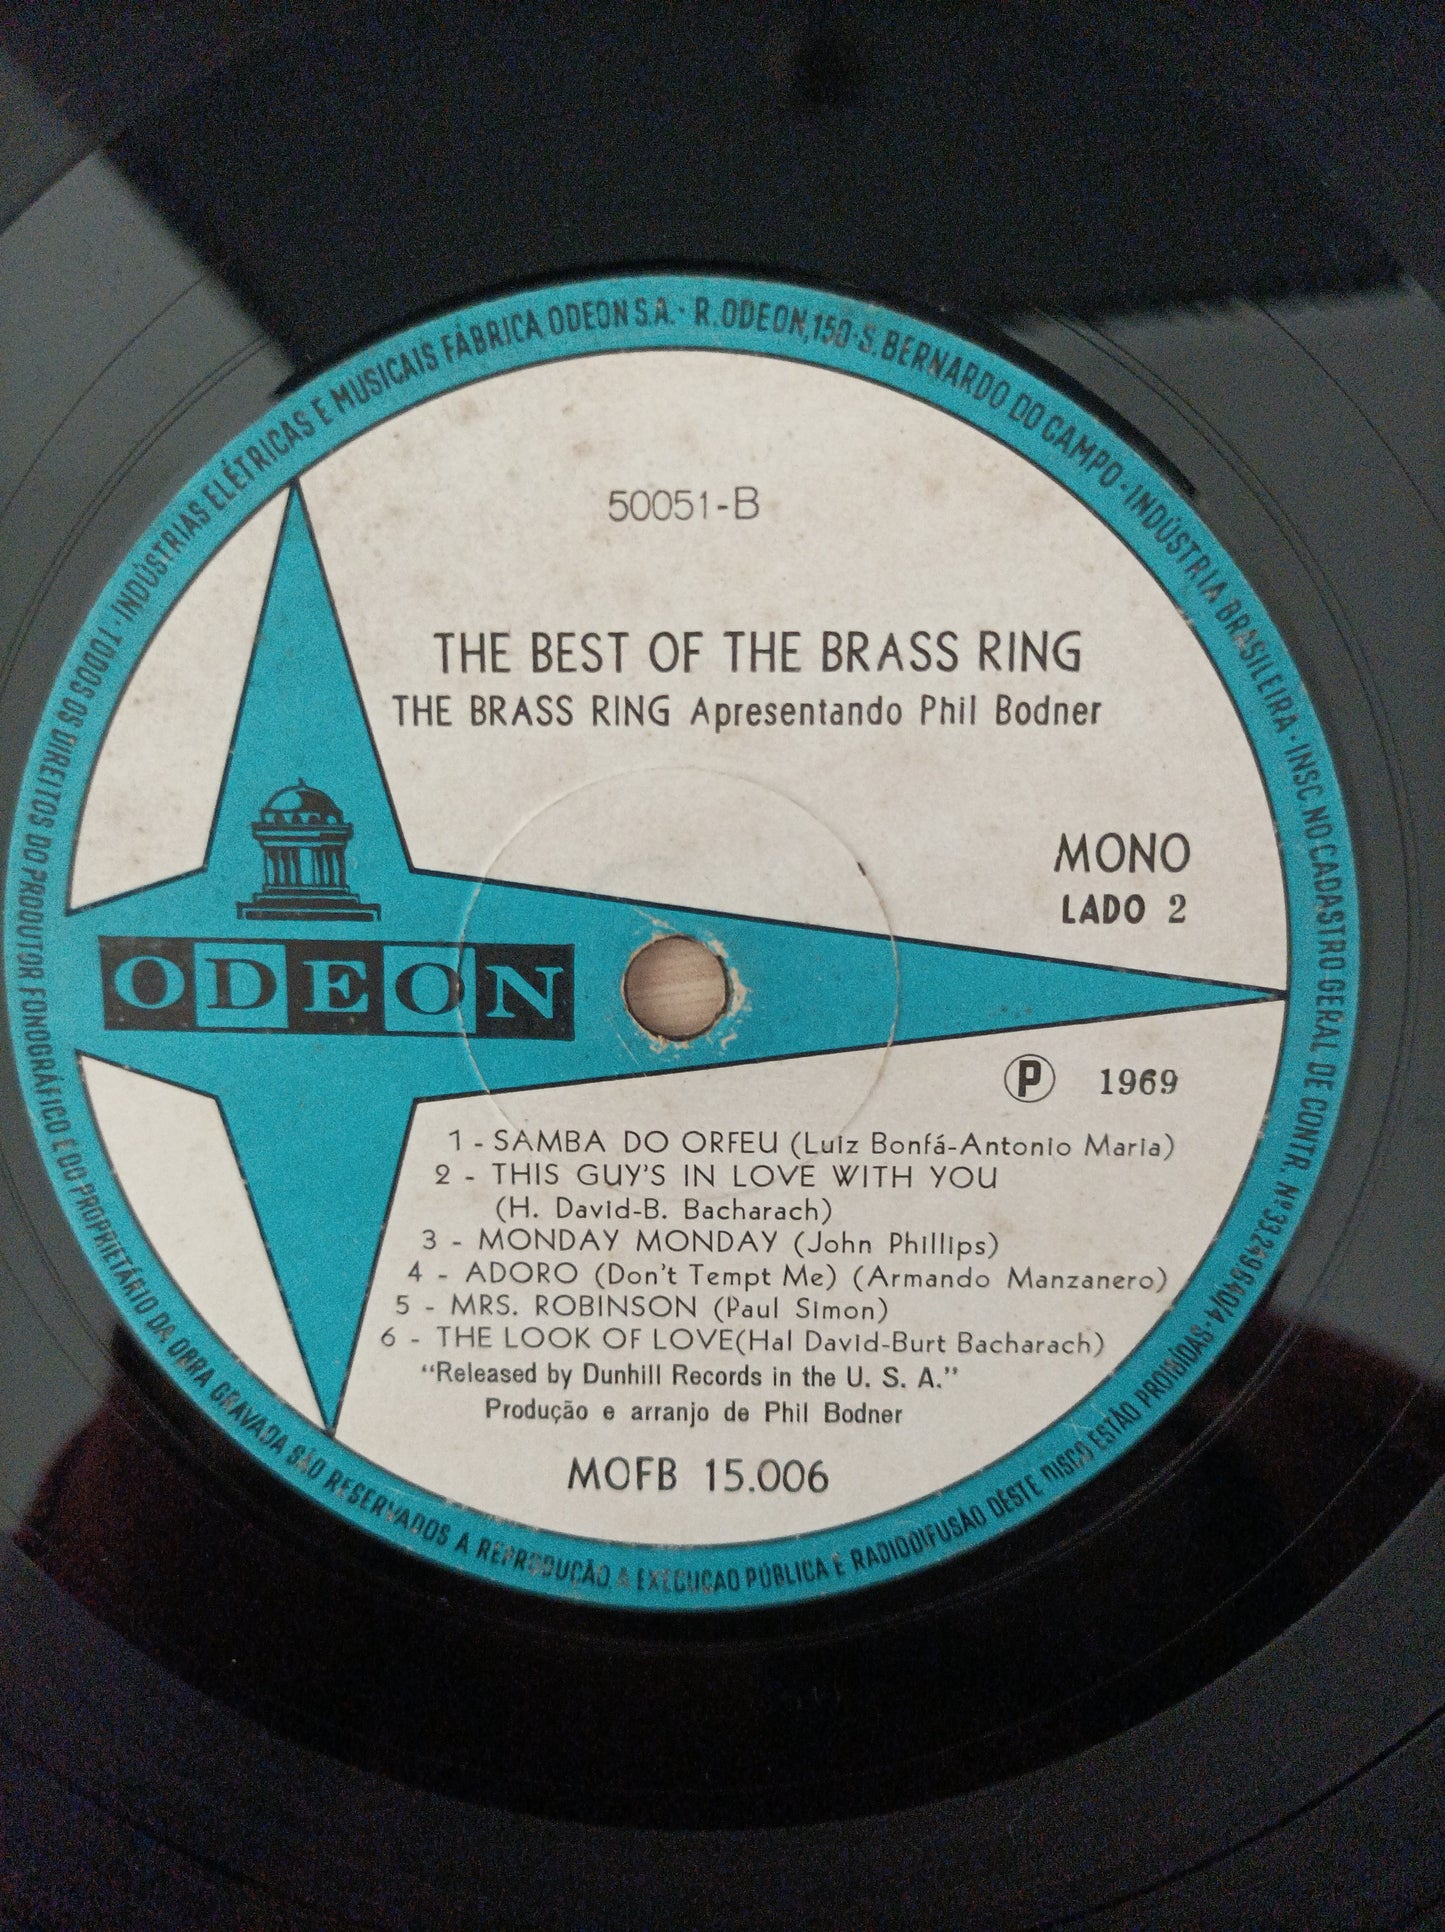 INDÚSTRIAS ELÉTRICAS E MUSICAIS FÁBRICA ODEON S.A. · R. ODEON, 150 · S. BERNARDO DO CAMPO · INDÚSTRIA BRASILEIRA · INSC. NO CADASTRO GERAL DE CONTR. Nº 33.249.640/4
TODOS OS DIREITOS DO PRODUTOR FONOGRÁFICO E DO PROPRIETÁRIO DA OBRA GRAVADA SÃO RESERVADOS A REPRODUÇÃO A EXECUÇÃO PÚBLICA E RADIODIFUSÃO DÊSTE DISCO ESTÃO PROIBIDAS ·
50051-B
THE BEST OF THE BRASS RING
THE BRASS RING Apresentando Phil Bodner
MONO
LADO 2
ODEON
Ⓟ 1969
1 - SAMBA DO ORFEU (Luiz Bonfá-Antonio Maria)
2 - THIS GUY'S IN LOVE WITH YOU
(H. David-B. Bacharach)
3 - MONDAY MONDAY (John Phillips)
4 - ADORO (Don't Tempt Me) (Armando Manzanero)
5 - MRS. ROBINSON (Paul Simon)
6 - THE LOOK OF LOVE(Hal David-Burt Bacharach)
"Released by Dunhill Records in the U. S. A."
Produção e arranjo de Phil Bodner
MOFB 15.006